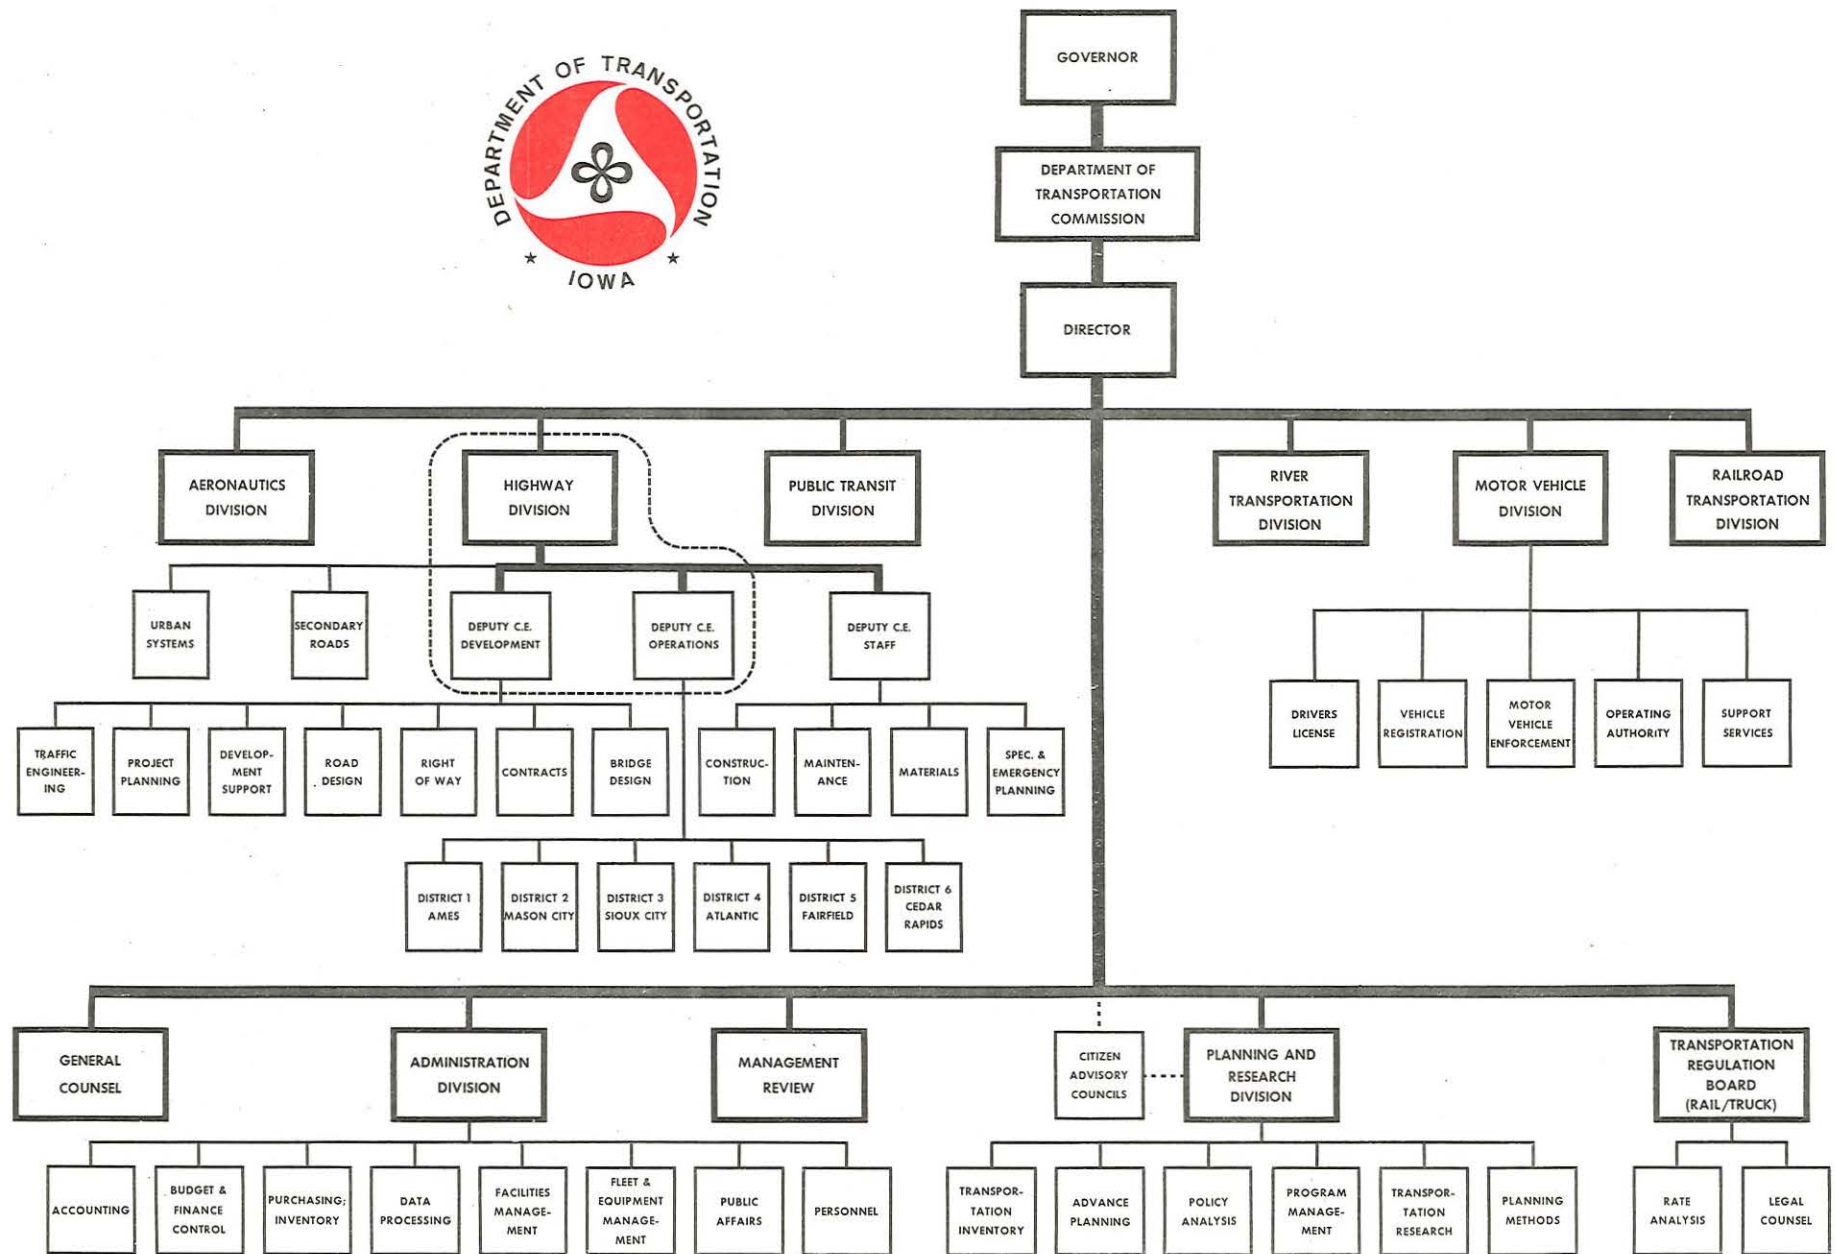 DEPARTMENT OF TRANSPORTATION
IOWA
GOVERNOR
DEPARTMENT OF
TRANSPORTATION
COMMISSION
DIRECTOR
AERONAUTICS
DIVISION
HIGHWAY
DIVISION
PUBLIC TRANSIT
DIVISION
RIVER
TRANSPORTATION
DIVISION
MOTOR VEHICLE
DIVISION
RAILROAD
TRANSPORTATION
DIVISION
URBAN
SYSTEMS
SECONDARY
ROADS
DEPUTY C.E.
DEVELOPMENT
DEPUTY C.E.
OPERATIONS
DEPUTY C.E.
STAFF
DRIVERS
LICENSE
VEHICLE
REGISTRATION
MOTOR
VEHICLE
ENFORCEMENT
OPERATING
AUTHORITY
SUPPORT
SERVICES
TRAFFIC
ENGINEER-
ING
PROJECT
PLANNING
DEVELOP-
MENT
SUPPORT
ROAD
DESIGN
RIGHT
OF WAY
CONTRACTS
BRIDGE
DESIGN
CONSTRUC-
TION
MAINTEN-
ANCE
MATERIALS
SPEC. &
EMERGENCY
PLANNING
DISTRICT 1
AMES
DISTRICT 2
MASON CITY
DISTRICT 3
SIOUX CITY
DISTRICT 4
ATLANTIC
DISTRICT 5
FAIRFIELD
DISTRICT 6
CEDAR
RAPIDS
GENERAL
COUNSEL
ADMINISTRATION
DIVISION
MANAGEMENT
REVIEW
CITIZEN
ADVISORY
COUNCILS
PLANNING AND
RESEARCH
DIVISION
TRANSPORTATION
REGULATION
BOARD
(RAIL/TRUCK)
ACCOUNTING
BUDGET &
FINANCE
CONTROL
PURCHASING;
INVENTORY
DATA
PROCESSING
FACILITIES
MANAGE-
MENT
FLEET &
EQUIPMENT
MANAGE-
MENT
PUBLIC
AFFAIRS
PERSONNEL
TRANSPOR-
TATION
INVENTORY
ADVANCE
PLANNING
POLICY
ANALYSIS
PROGRAM
MANAGE-
MENT
TRANSPOR-
TATION
RESEARCH
PLANNING
METHODS
RATE
ANALYSIS
LEGAL
COUNSEL